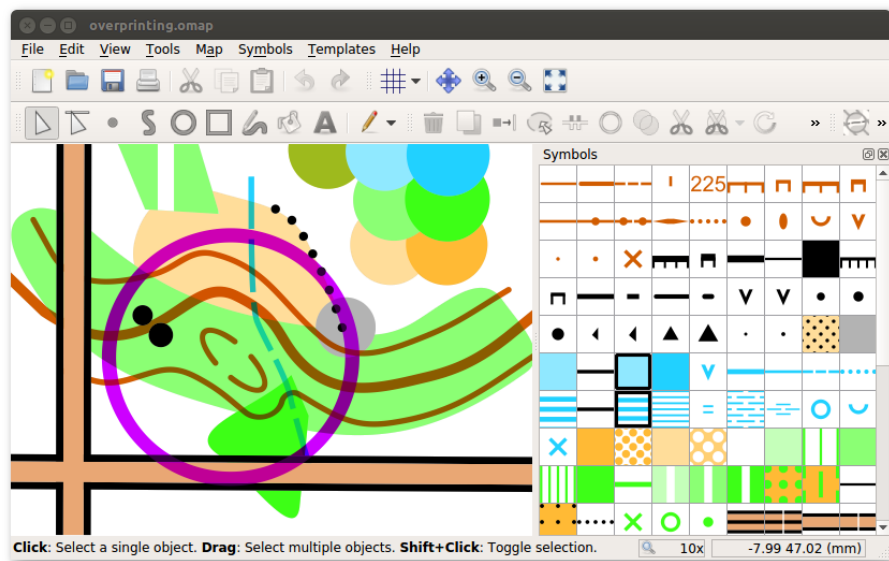 overprinting.omap
File Edit View Tools Map Symbols Templates Help
A
Symbols
225
Click: Select a single object. Drag: Select multiple objects. Shift+Click: Toggle selection.
10x
-7.99 47.02 (mm)